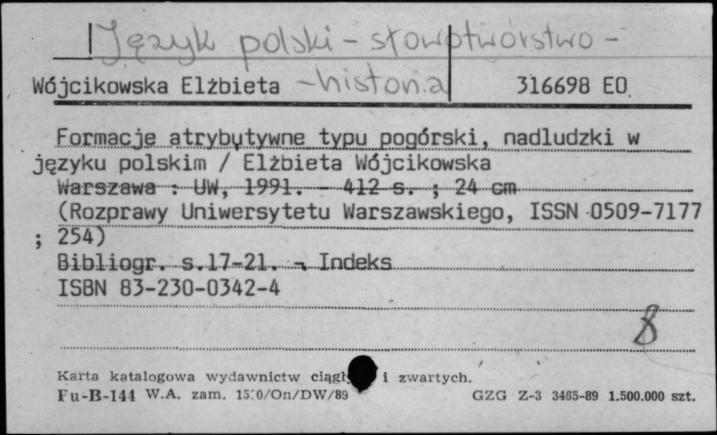 Język polski - słowotwórstwo -
Wójcikowska Elżbieta - historia 316698 EO
Formacje atrybutywne typu pogórski, nadludzki w
języku polskim / Elżbieta Wójcikowska
Warszawa : UW, 1991. - 412 s. ; 24 cm
(Rozprawy Uniwersytetu Warszawskiego, ISSN 0509-7177
; 254)
Bibliogr. s.17-21. - Indeks
ISBN 83-230-0342-4
8
Karta katalogowa wydawnictw i zwartych.
Pu-B-144 W.A. zam. /On/DW/89 GZG Z-3 3465-89 1.500.000 szt.